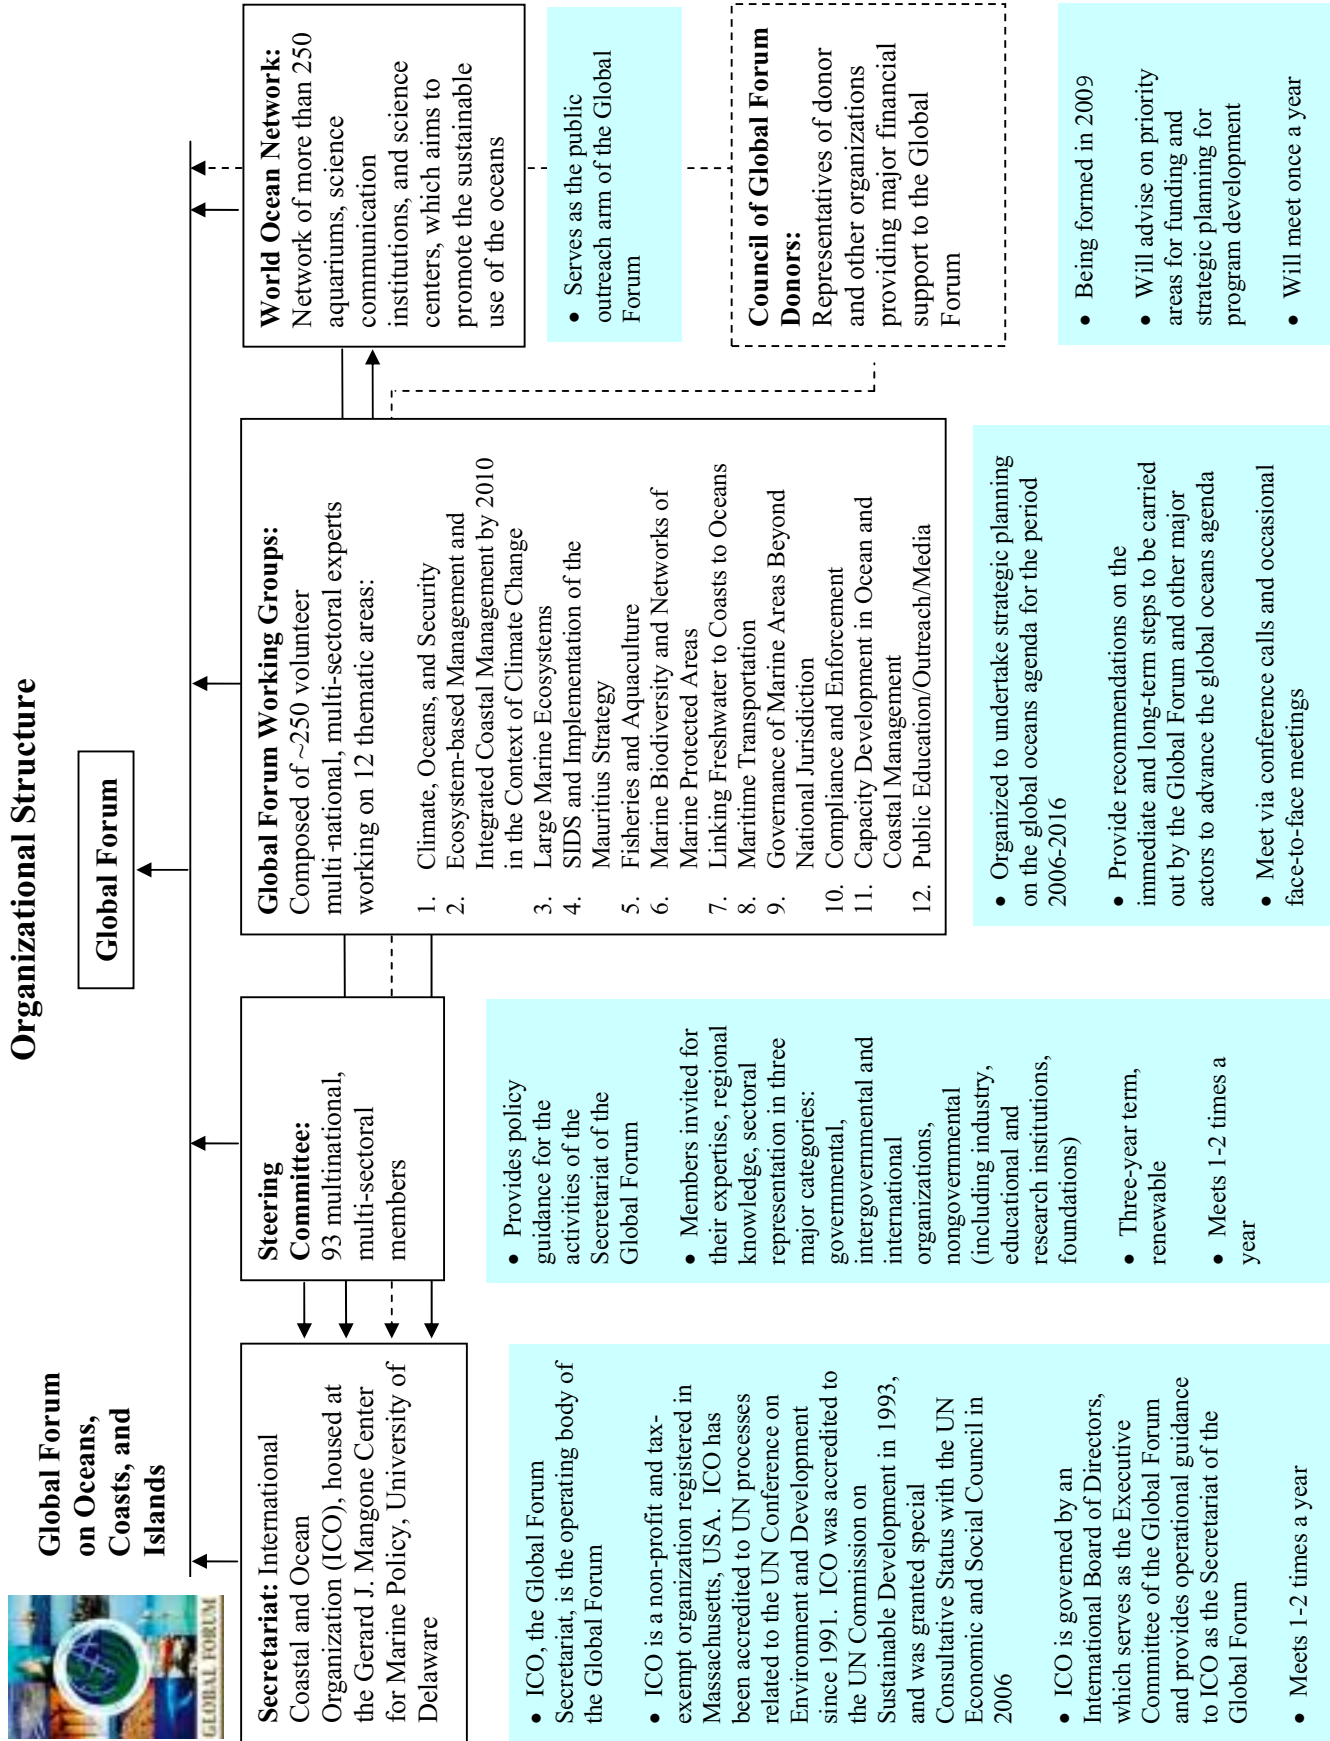 Organizational Structure
GLOBAL FORUM
Global Forum
on Oceans,
Coasts, and
Islands
Global Forum
Secretariat: International
Coastal and Ocean
Organization (ICO), housed at
the Gerard J. Mangone Center
for Marine Policy, University of
Delaware
• ICO, the Global Forum
Secretariat, is the operating body of
the Global Forum
• ICO is a non-profit and tax-
exempt organization registered in
Massachusetts, USA.  ICO has
been accredited to UN processes
related to the UN Conference on
Environment and Development
since 1991. ICO was accredited to
the UN Commission on
Sustainable Development in 1993,
and was granted special
Consultative Status with the UN
Economic and Social Council in
2006
• ICO is governed by an
International Board of Directors,
which serves as the Executive
Committee of the Global Forum
and provides operational guidance
to ICO as the Secretariat of the
Global Forum
• Meets 1-2 times a year
Steering
Committee:
93 multinational,
multi-sectoral
members
• Provides policy
guidance for the
activities of the
Secretariat of the
Global Forum
• Members invited for
their expertise, regional
knowledge, sectoral
representation in three
major categories:
governmental,
intergovernmental and
international
organizations,
nongovernmental
(including industry,
educational and
research institutions,
foundations)
• Three-year term,
renewable
• Meets 1-2 times a
year
Global Forum Working Groups:
Composed of ~250 volunteer
multi-national, multi-sectoral experts
working on 12 thematic areas:
1. Climate, Oceans, and Security
2. Ecosystem-based Management and
Integrated Coastal Management by 2010
in the Context of Climate Change
3. Large Marine Ecosystems
4. SIDS and Implementation of the
Mauritius Strategy
5. Fisheries and Aquaculture
6. Marine Biodiversity and Networks of
Marine Protected Areas
7. Linking Freshwater to Coasts to Oceans
8. Maritime Transportation
9. Governance of Marine Areas Beyond
National Jurisdiction
10. Compliance and Enforcement
11. Capacity Development in Ocean and
Coastal Management
12. Public Education/Outreach/Media
• Organized to undertake strategic planning
on the global oceans agenda for the period
2006-2016
• Provide recommendations on the
immediate and long-term steps to be carried
out by the Global Forum and other major
actors to advance the global oceans agenda
• Meet via conference calls and occasional
face-to-face meetings
World Ocean Network:
Network of more than 250
aquariums, science
communication
institutions, and science
centers, which aims to
promote the sustainable
use of the oceans
• Serves as the public
outreach arm of the Global
Forum
Council of Global Forum
Donors:
Representatives of donor
and other organizations
providing major financial
support to the Global
Forum
• Being formed in 2009
• Will advise on priority
areas for funding and
strategic planning for
program development
• Will meet once a year